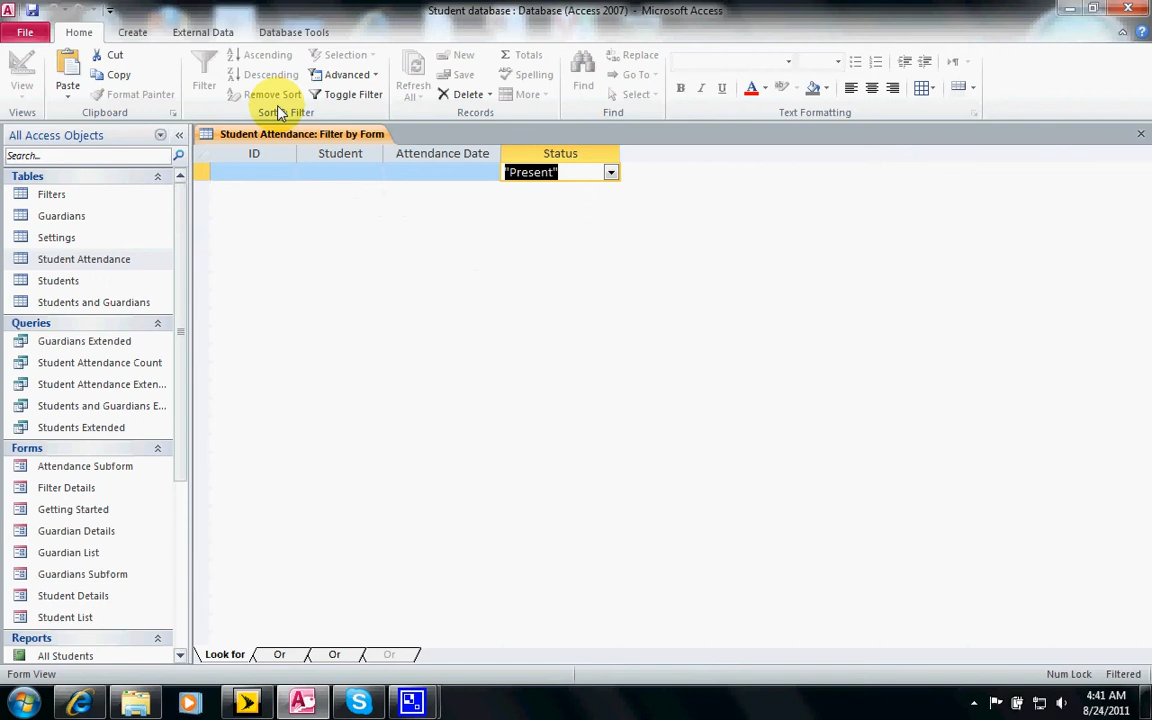 Student database : Database (Access 2007) - Microsoft Access
File Home Create External Data Database Tools
View Paste Cut Copy Format Painter Filter Ascending Descending Remove Sort Selection Advanced Toggle Filter Refresh All New Save Delete Totals Spelling More Find Replace Go To Select B I U A
Views Clipboard Sort & Filter Records Find Text Formatting
All Access Objects
Student Attendance: Filter by Form
Search...
ID Student Attendance Date Status
"Present"
Tables
Filters
Guardians
Settings
Student Attendance
Students
Students and Guardians
Queries
Guardians Extended
Student Attendance Count
Student Attendance Exten...
Students and Guardians E...
Students Extended
Forms
Attendance Subform
Filter Details
Getting Started
Guardian Details
Guardian List
Guardians Subform
Student Details
Student List
Reports
All Students
Look for Or Or Or
Form View Num Lock Filtered
4:41 AM
8/24/2011